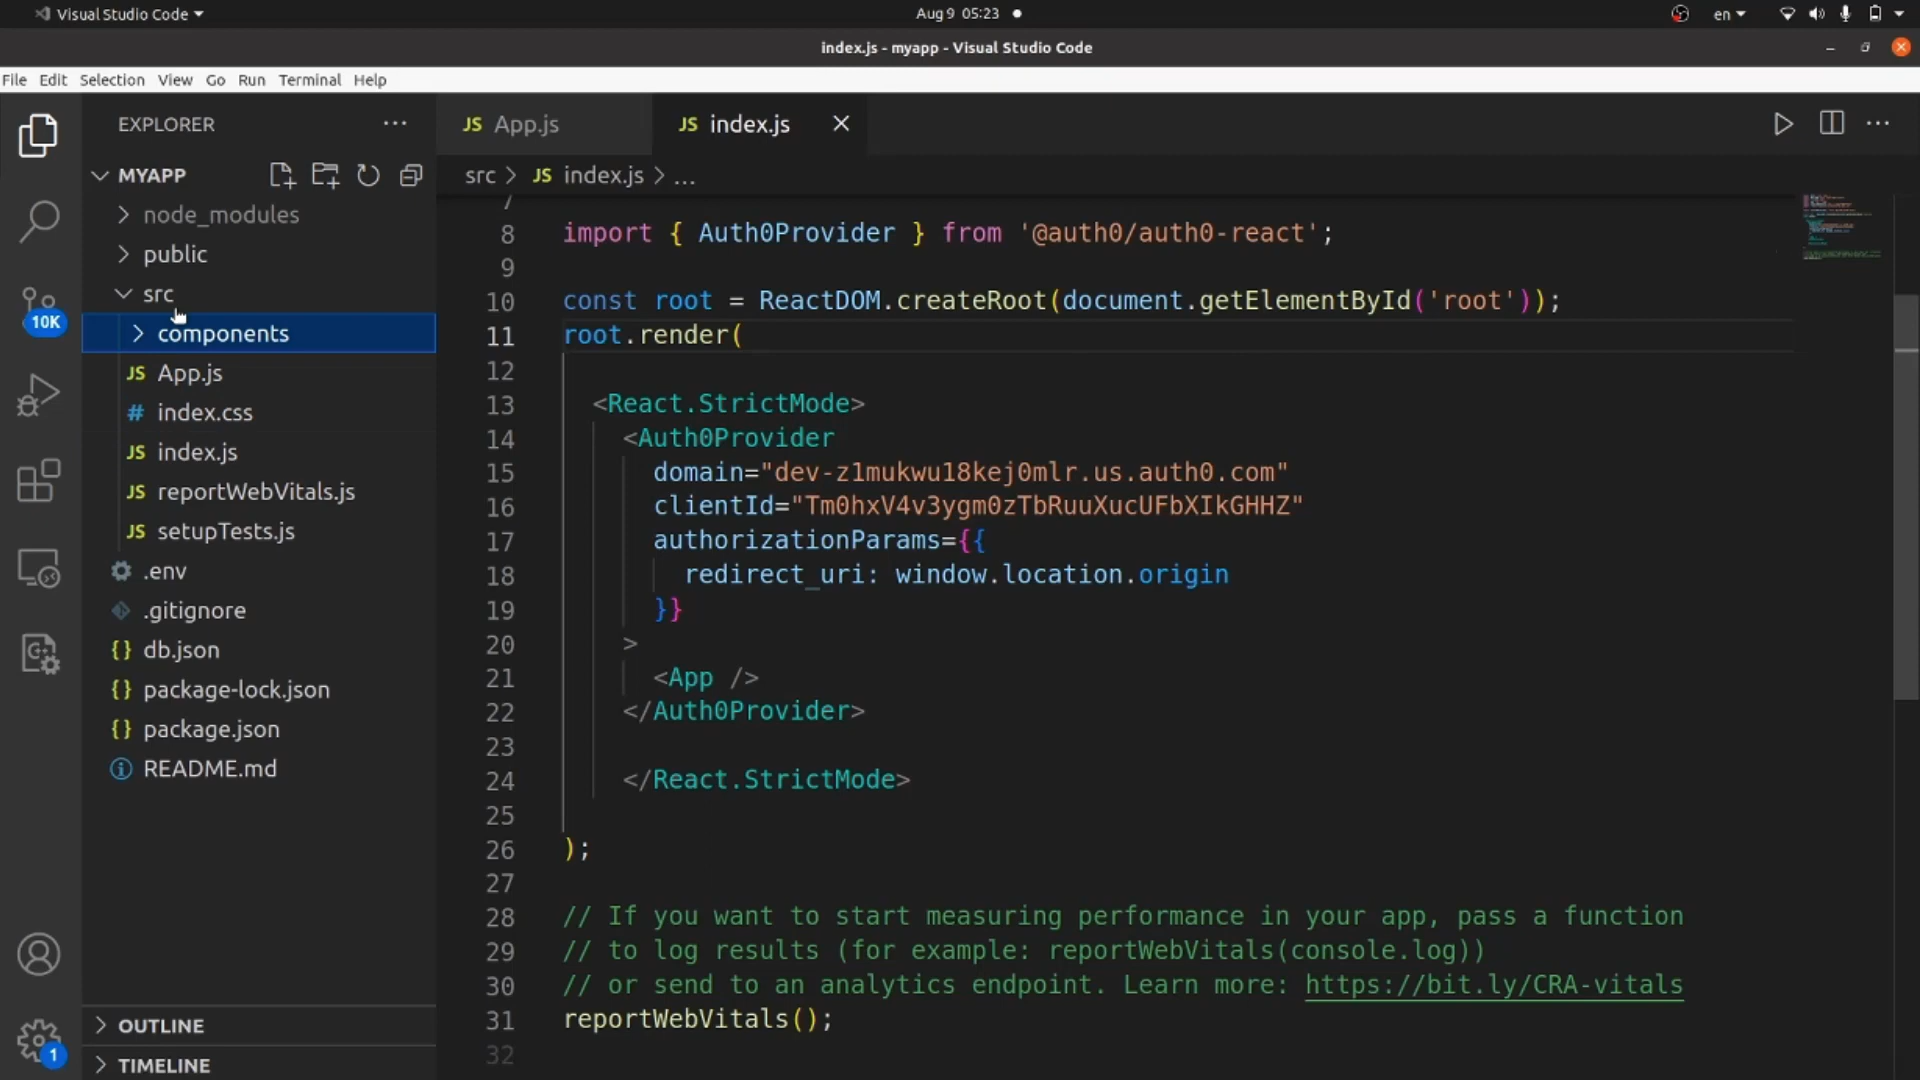 Visual Studio Code
Aug 9 05:23
en
index.js - myapp - Visual Studio Code
File Edit Selection View Go Run Terminal Help
EXPLORER
MYAPP
node_modules
public
src
components
JS App.js
# index.css
JS index.js
JS reportWebVitals.js
JS setupTests.js
.env
.gitignore
{} db.json
{} package-lock.json
{} package.json
README.md
OUTLINE
TIMELINE
10K
1
JS App.js JS index.js
src > JS index.js > ...
7
8 import { Auth0Provider } from '@auth0/auth0-react';
9
10 const root = ReactDOM.createRoot(document.getElementById('root'));
11 root.render(
12
13 <React.StrictMode>
14 <Auth0Provider
15 domain="dev-z1mukwu18kej0mlr.us.auth0.com"
16 clientId="Tm0hxV4v3ygm0zTbRuuXucUFbXIkGHHZ"
17 authorizationParams={{
18 redirect_uri: window.location.origin
19 }}
20 >
21 <App />
22 </Auth0Provider>
23
24 </React.StrictMode>
25
26 );
27
28 // If you want to start measuring performance in your app, pass a function
29 // to log results (for example: reportWebVitals(console.log))
30 // or send to an analytics endpoint. Learn more: https://bit.ly/CRA-vitals
31 reportWebVitals();
32